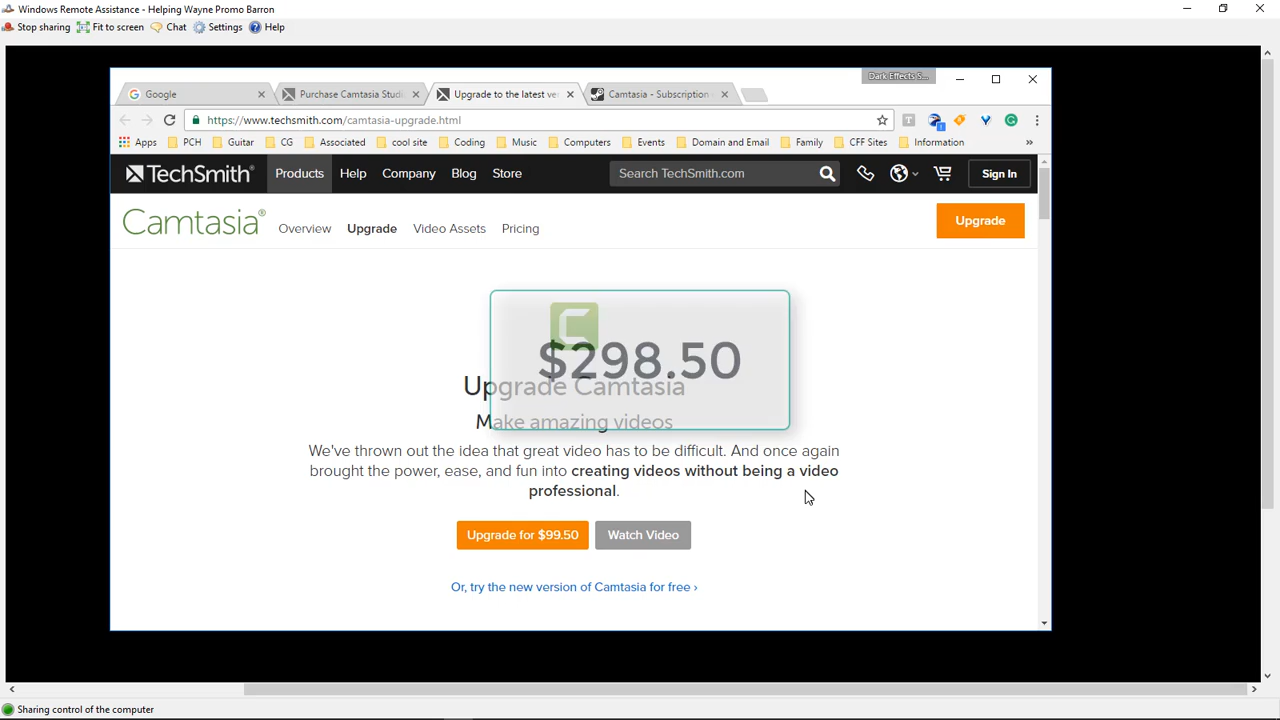 Windows Remote Assistance - Helping Wayne Promo Barron
Stop sharing Fit to screen Chat Settings Help
Dark Effects S...
Google Purchase Camtasia Studi Upgrade to the latest ve Camtasia - Subscription
https://www.techsmith.com/camtasia-upgrade.html
Apps PCH Guitar CG Associated cool site Coding Music Computers Events Domain and Email Family CFF Sites Information »
TechSmith® Products Help Company Blog Store Search TechSmith.com Sign In
Camtasia® Overview Upgrade Video Assets Pricing Upgrade
$298.50
Upgrade Camtasia
Make amazing videos
We've thrown out the idea that great video has to be difficult. And once again
brought the power, ease, and fun into creating videos without being a video
professional.
Upgrade for $99.50 Watch Video
Or, try the new version of Camtasia for free ›
Sharing control of the computer